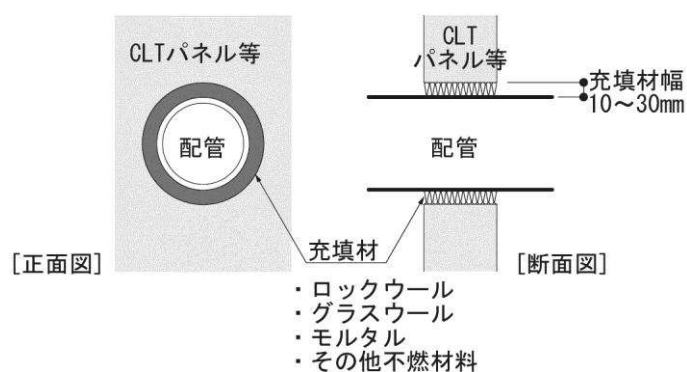 CLTパネル等
配管
[正面図]
CLT
パネル等
充填材幅
10～30mm
配管
[断面図]
充填材
・ロックウール
・グラスウール
・モルタル
・その他不燃材料